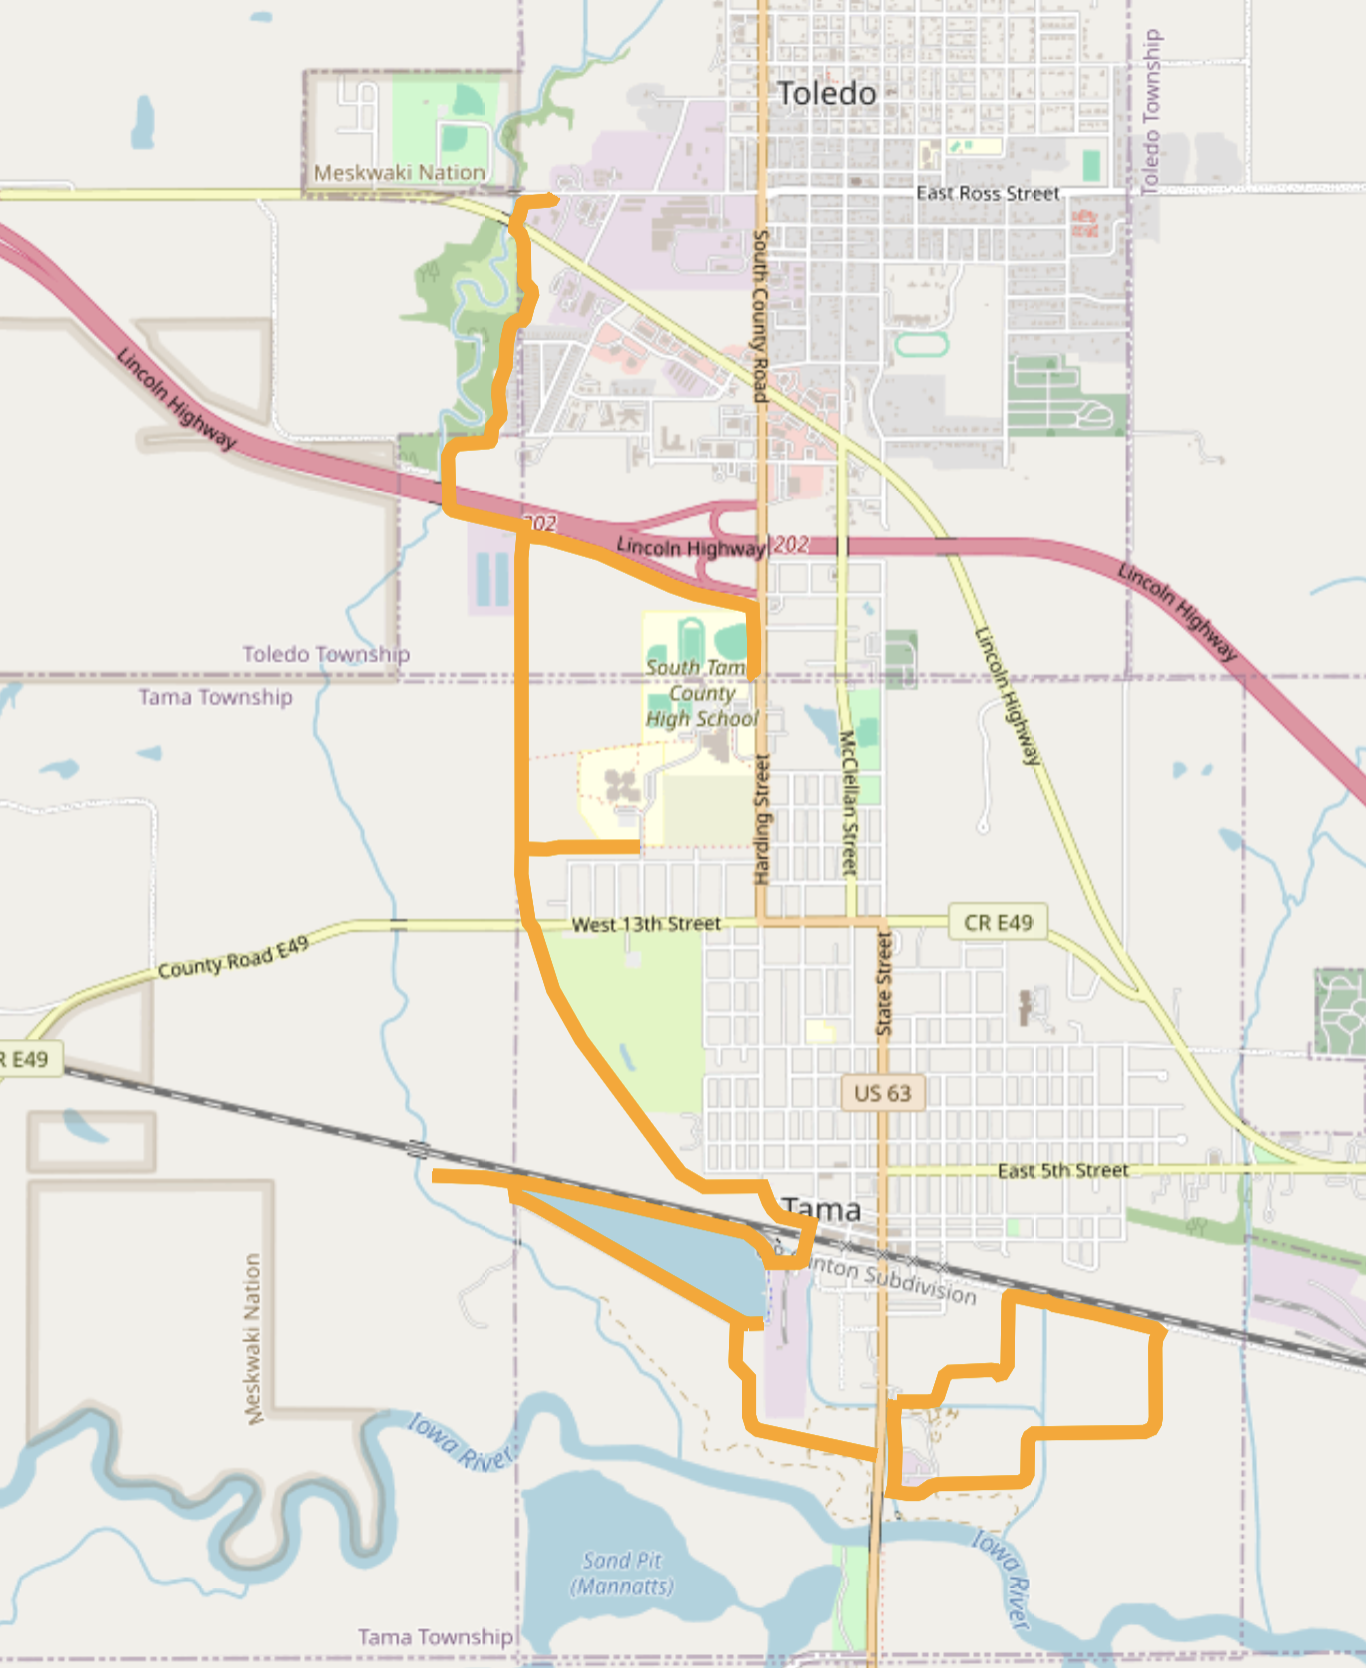 Toledo
Toledo Township
Meskwaki Nation
East Ross Street
South County Road
Lincoln Highway
202
Lincoln Highway
202
Lincoln Highway
Lincoln Highway
Toledo Township
Tama Township
South Tam
County
High School
McClellan Street
Harding Street
West 13th Street
CR E49
County Road E49
State Street
R E49
US 63
East 5th Street
Tama
inton Subdivision
Meskwaki Nation
Iowa River
Iowa River
Sand Pit
(Mannatts)
Tama Township